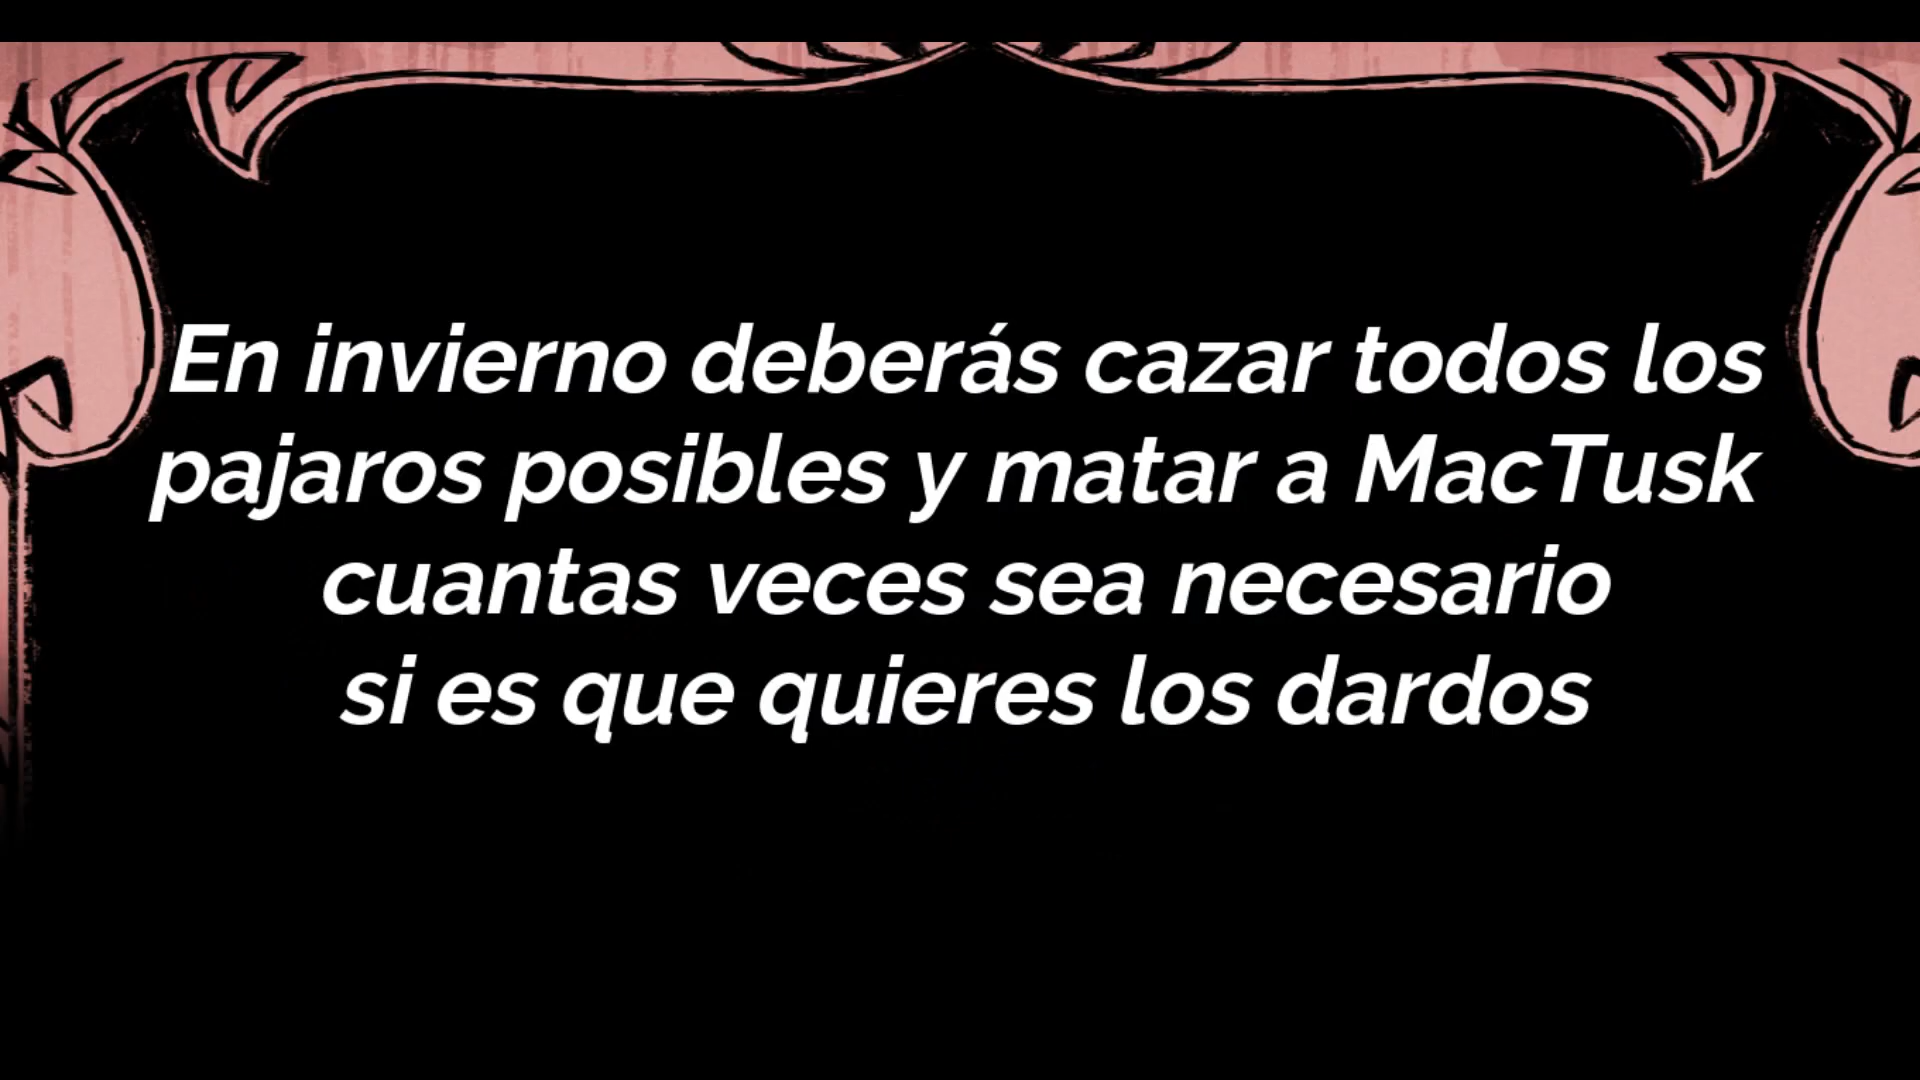 En invierno deberás cazar todos los
pajaros posibles y matar a MacTusk
cuantas veces sea necesario
si es que quieres los dardos